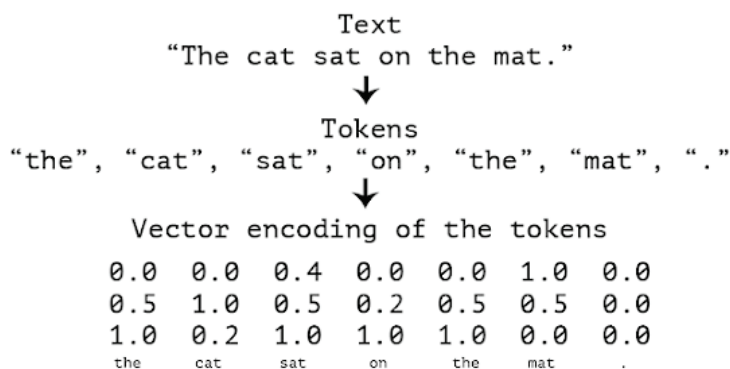 Text
“The cat sat on the mat.”
Tokens
“the”, “cat”, “sat”, “on”, “the”, “mat”, “.”
Vector encoding of the tokens
0.0 0.0 0.4 0.0 0.0 1.0 0.0
0.5 1.0 0.5 0.2 0.5 0.5 0.0
1.0 0.2 1.0 1.0 1.0 0.0 0.0
the cat sat on the mat .